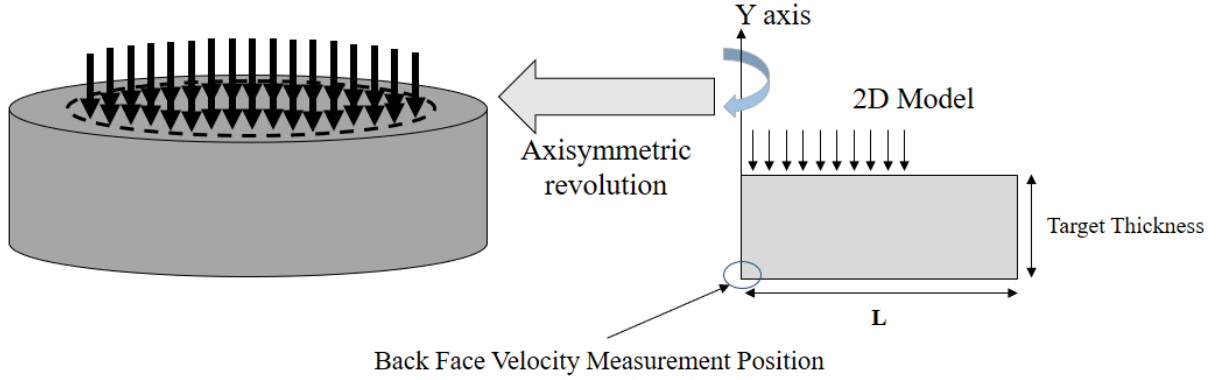 Y axis
2D Model
Axisymmetric
revolution
Target Thickness
L
Back Face Velocity Measurement Position